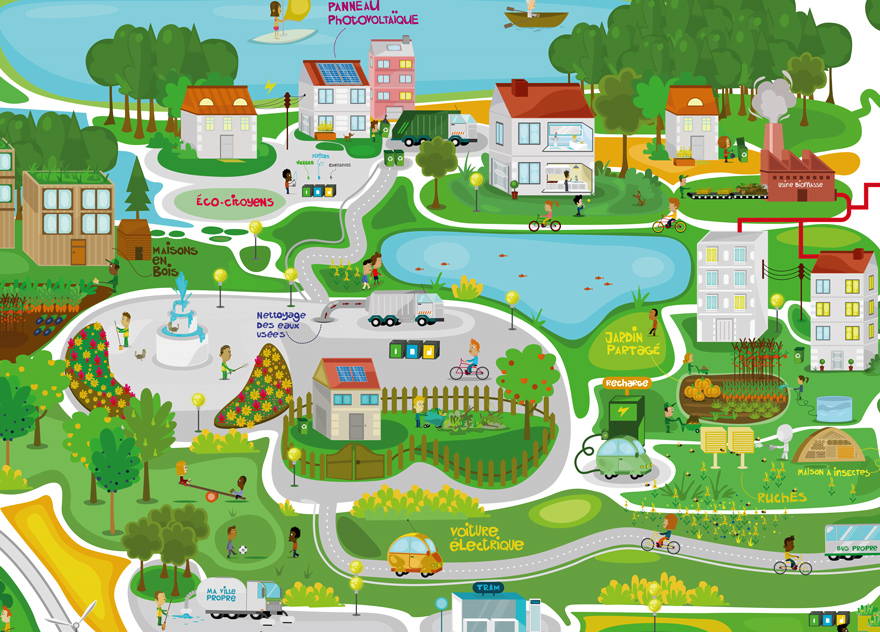 PANNEAU
PHOTOVOLTAÏQUE
ÉCO-CITOYENS
USINE BIOMASSE
MAISONS
EN
BOIS
NETTOYAGE
DES EAUX
USÉES
JARDIN
PARTAGÉ
RECHARGE
MAISON À INSECTES
RUCHES
VOITURE
ÉLECTRIQUE
BUS PROPRE
MA VILLE
PROPRE
TRAM